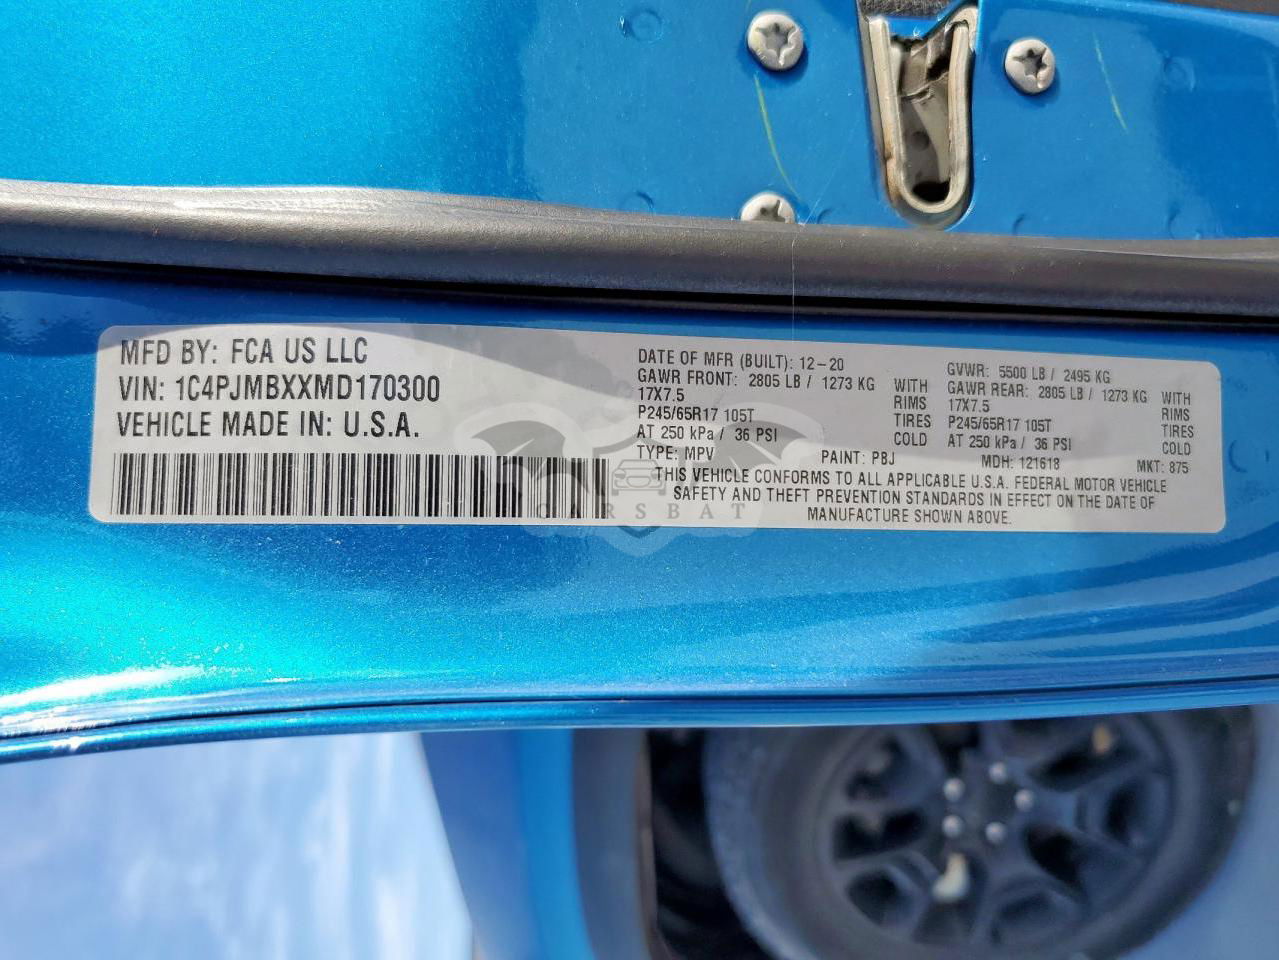 MFD BY: FCA US LLC
VIN: 1C4PJMBXXMD170300
VEHICLE MADE IN: U.S.A.
DATE OF MFR (BUILT): 12-20
GAWR FRONT: 2805 LB / 1273 KG WITH
17X7.5 RIMS
P245/65R17 105T TIRES
AT 250 kPa / 36 PSI COLD
GVWR: 5500 LB / 2495 KG
GAWR REAR: 2805 LB / 1273 KG WITH
17X7.5 RIMS
P245/65R17 105T TIRES
AT 250 kPa / 36 PSI COLD
TYPE: MPV PAINT: PBJ MDH: 121618 MKT: 875
THIS VEHICLE CONFORMS TO ALL APPLICABLE U.S.A. FEDERAL MOTOR VEHICLE
SAFETY AND THEFT PREVENTION STANDARDS IN EFFECT ON THE DATE OF
MANUFACTURE SHOWN ABOVE.
CARSBAT